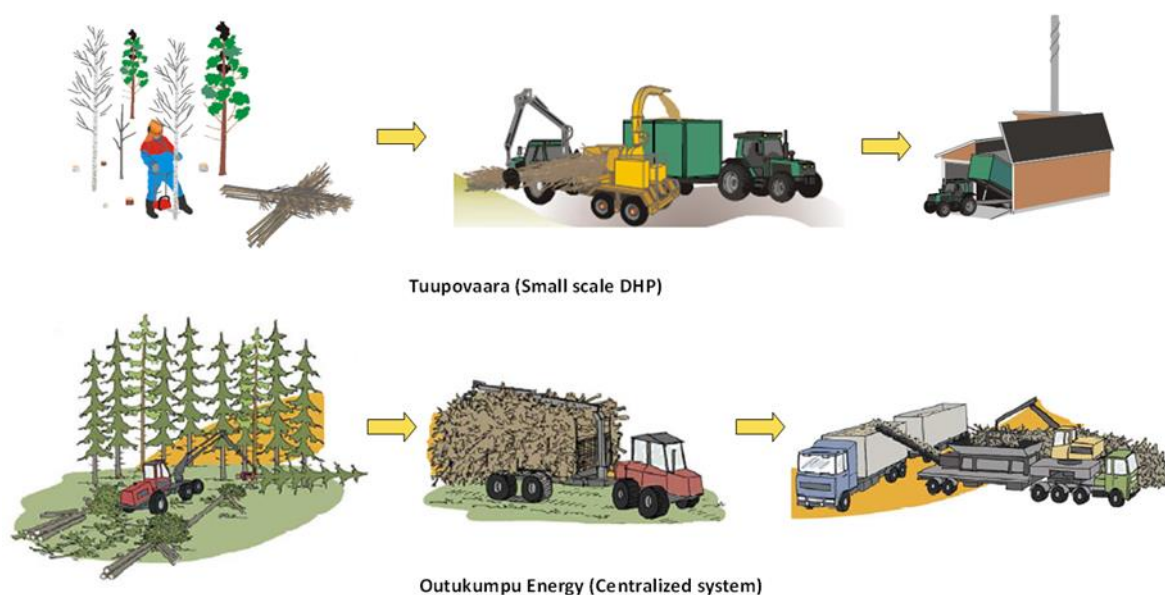 Tuupovaara (Small scale DHP)
Outukumpu Energy (Centralized system)